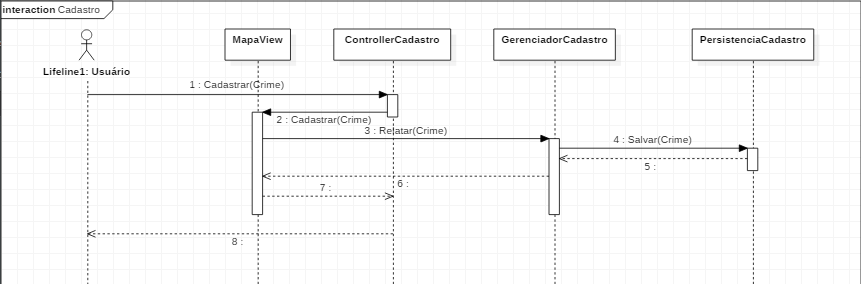 interaction Cadastro
Lifeline1: Usuário
MapaView
ControllerCadastro
GerenciadorCadastro
PersistenciaCadastro
1 : Cadastrar(Crime)
2 : Cadastrar(Crime)
3 : Relatar(Crime)
4 : Salvar(Crime)
5 :
6 :
7 :
8 :